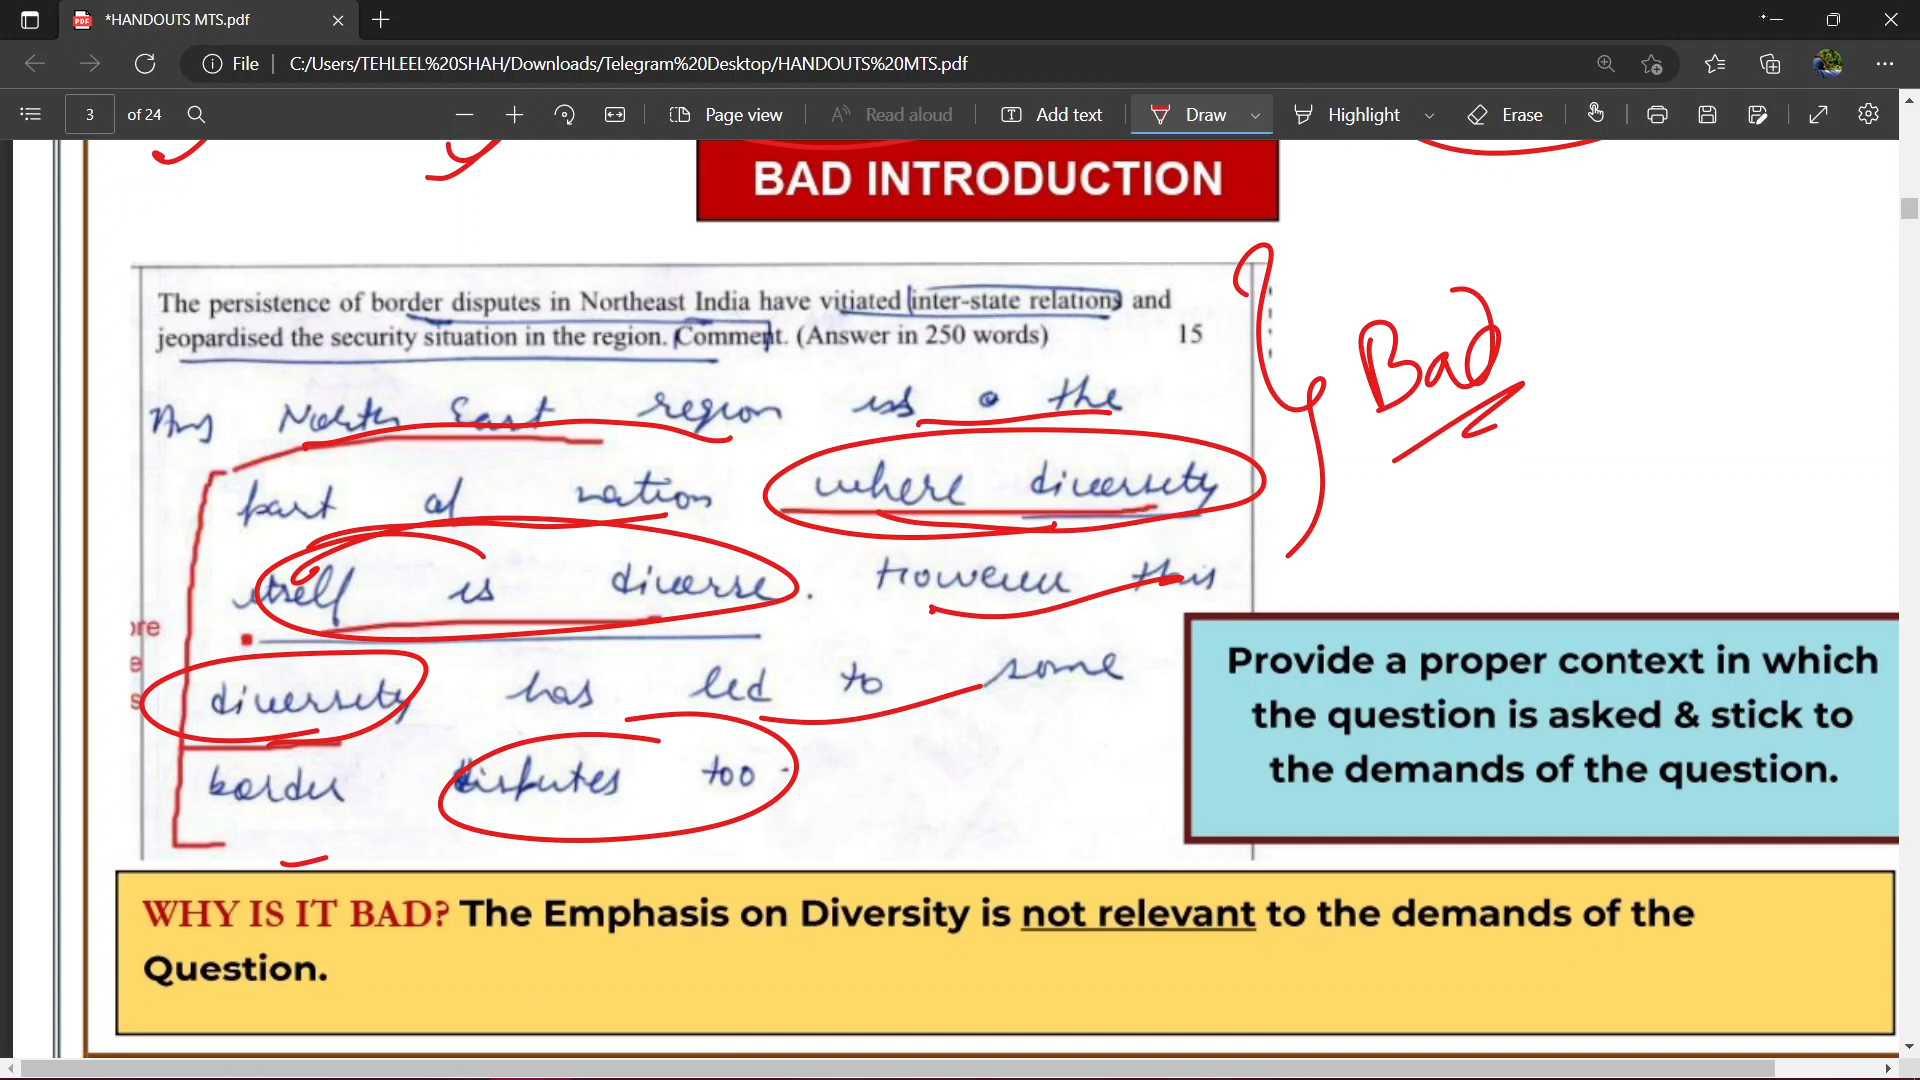 *HANDOUTS MTS.pdf
File
C:/Users/TEHLEEL%20SHAH/Downloads/Telegram%20Desktop/HANDOUTS%20MTS.pdf
3 of 24
Page view
Read aloud
Add text
Draw
Highlight
Erase
BAD INTRODUCTION
The persistence of border disputes in Northeast India have vitiated inter-state relations and
jeopardised the security situation in the region. Comment. (Answer in 250 words) 15
Ans North East region is the
part of nation where diversety
itself is diverse. However this
diversety has led to some
border disputes too.
Bad
Provide a proper context in which
the question is asked & stick to
the demands of the question.
WHY IS IT BAD? The Emphasis on Diversity is not relevant to the demands of the
Question.